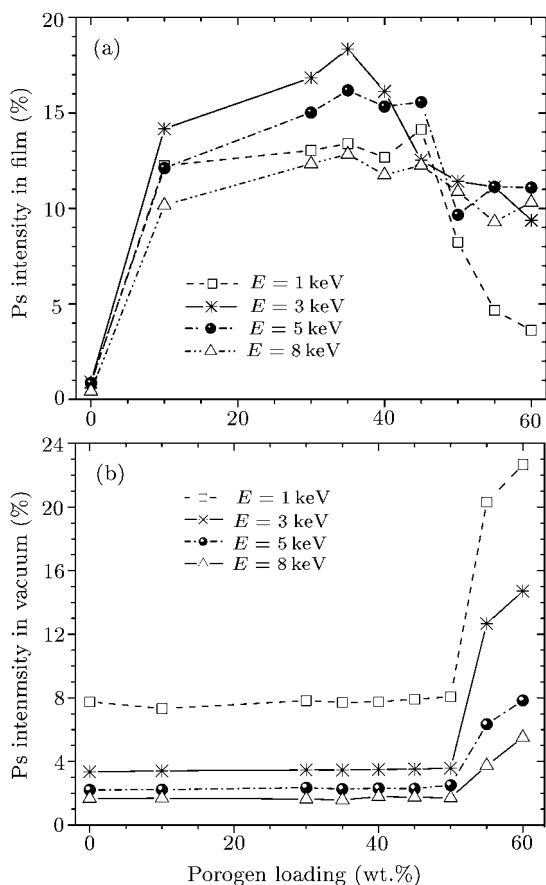 20
(a)
15
10
5
0
Ps intensity in film (%)
E = 1 keV
E = 3 keV
E = 5 keV
E = 8 keV
0
20
40
60
24
(b)
20
16
12
8
4
0
Ps intenmsity in vacuum (%)
E = 1 keV
E = 3 keV
E = 5 keV
E = 8 keV
0
20
40
60
Porogen loading (wt.%)